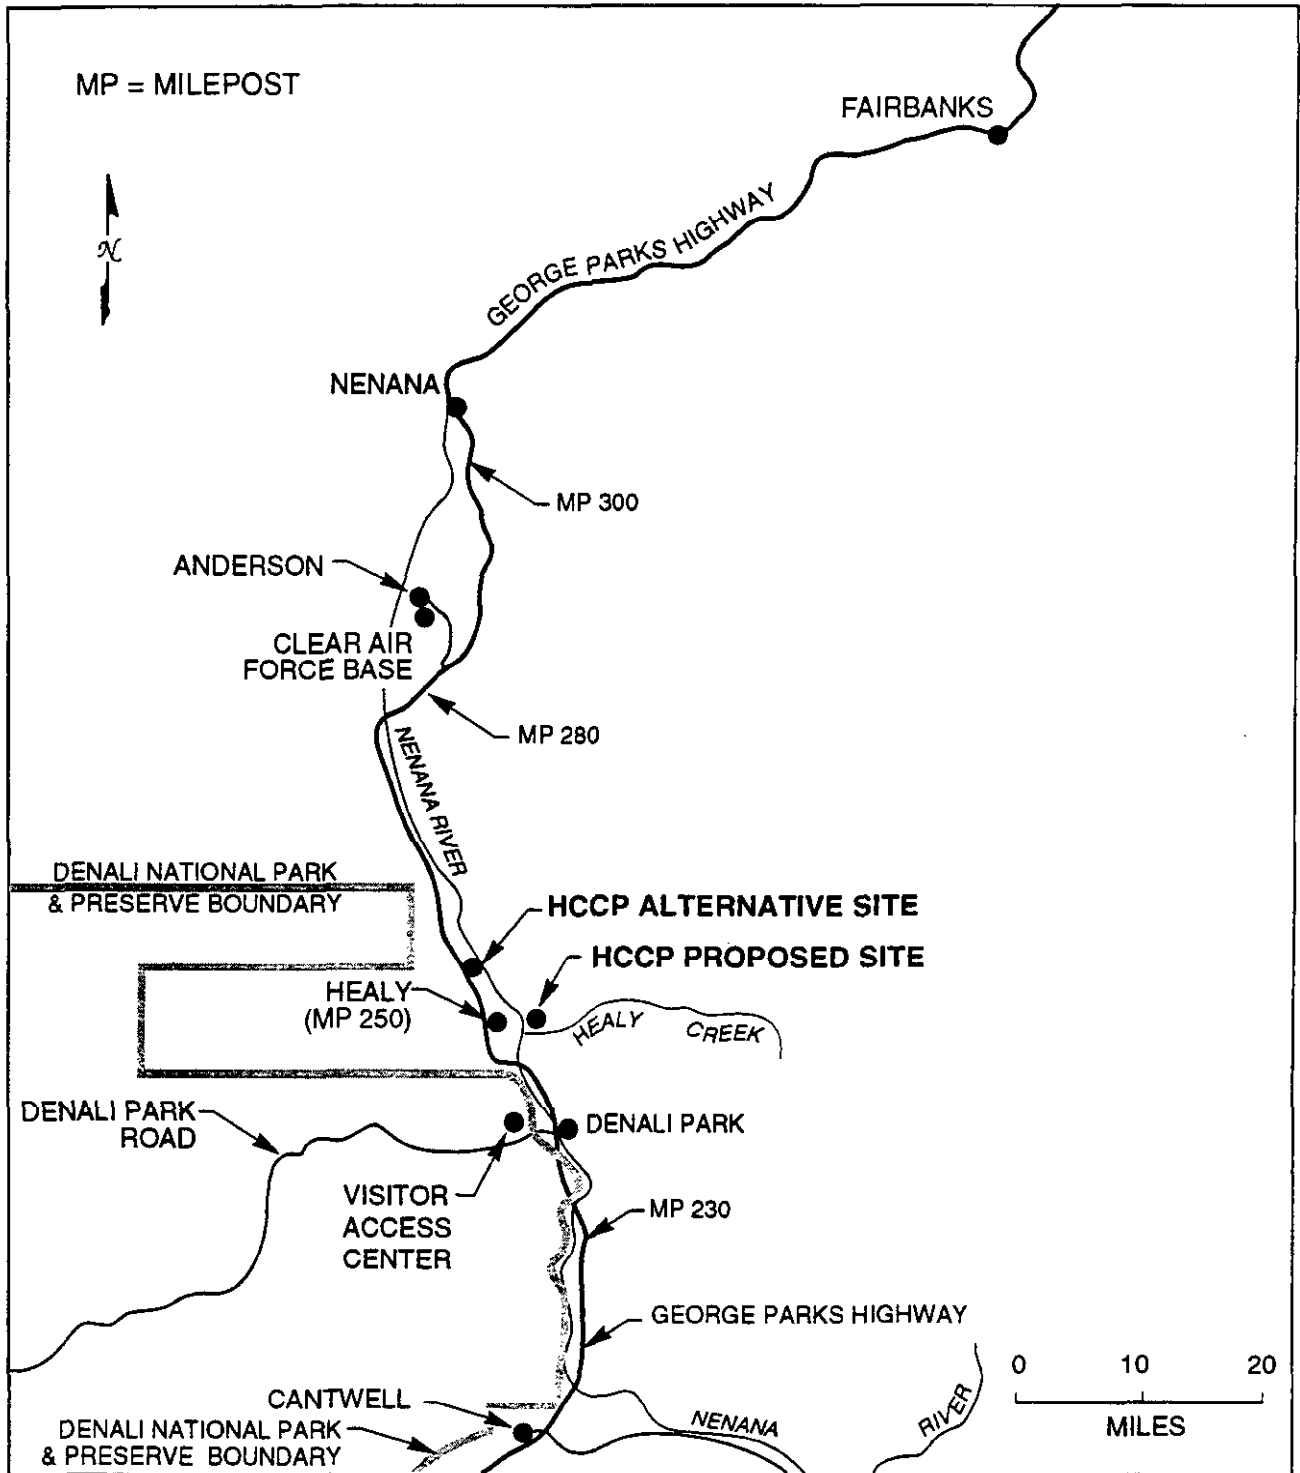 MP = MILEPOST
FAIRBANKS
N
GEORGE PARKS HIGHWAY
NENANA
MP 300
ANDERSON
CLEAR AIR
FORCE BASE
MP 280
NENANA RIVER
DENALI NATIONAL PARK
& PRESERVE BOUNDARY
HCCP ALTERNATIVE SITE
HCCP PROPOSED SITE
HEALY
(MP 250)
HEALY CREEK
DENALI PARK
ROAD
DENALI PARK
VISITOR
ACCESS
CENTER
MP 230
GEORGE PARKS HIGHWAY
0 10 20
MILES
CANTWELL
DENALI NATIONAL PARK
& PRESERVE BOUNDARY
NENANA RIVER